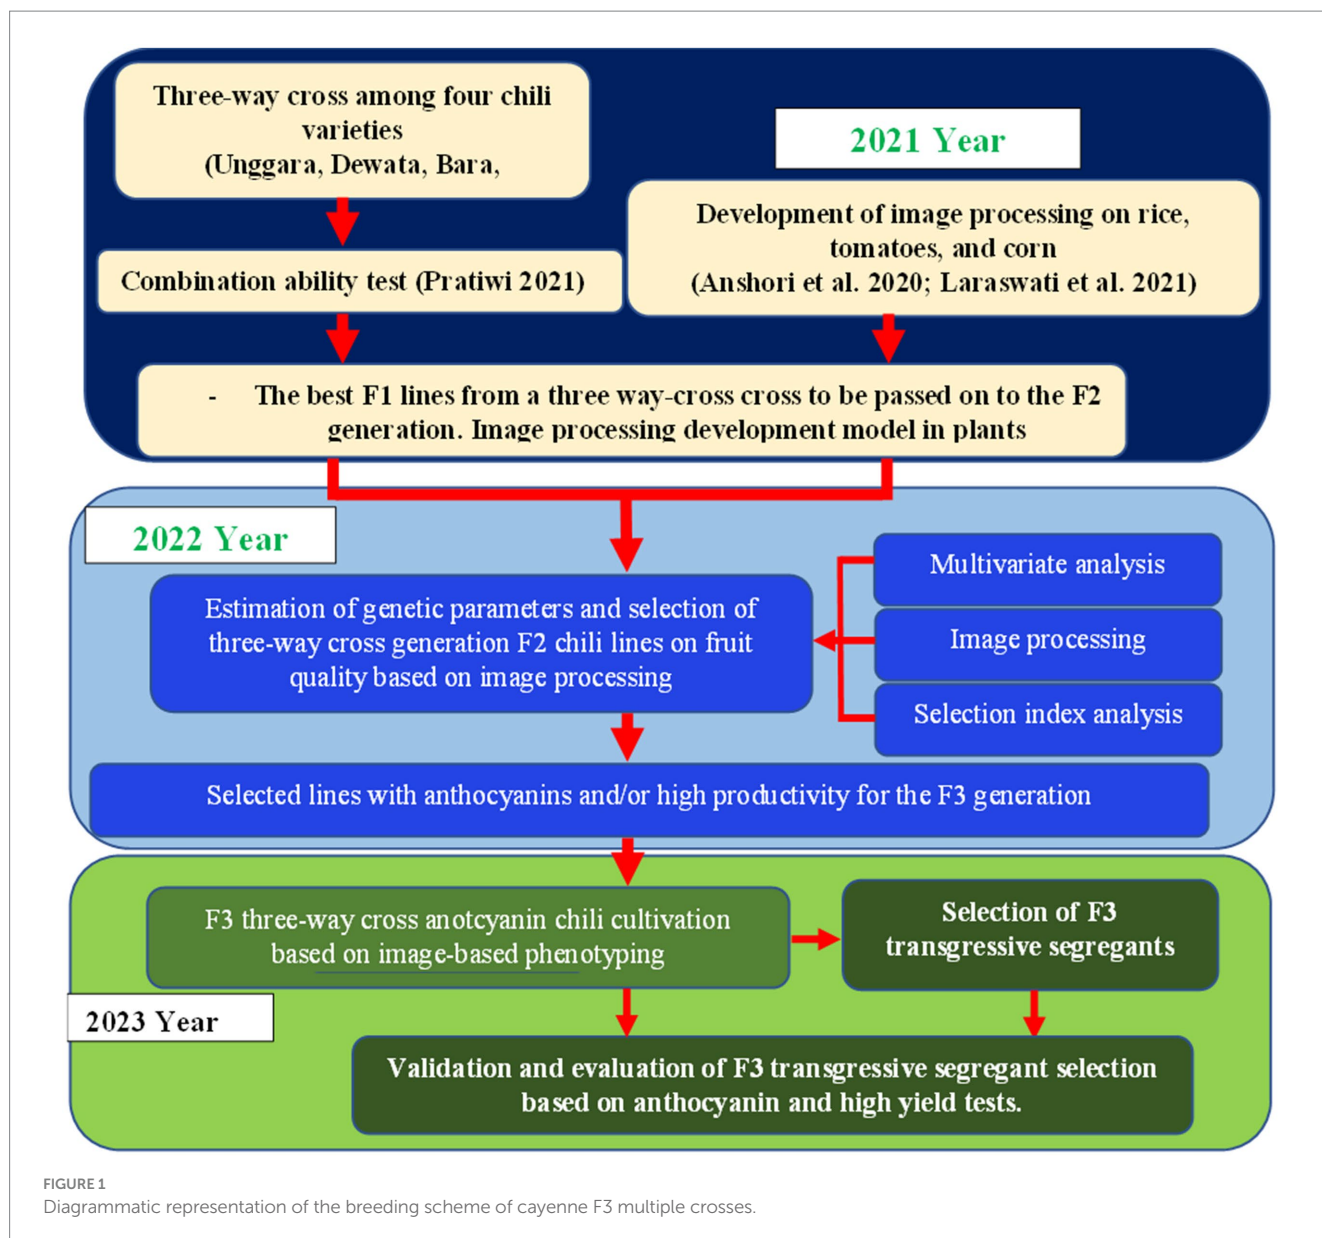 Three-way cross among four chili
varieties
(Unggara, Dewata, Bara,
2021 Year
Combination ability test (Pratiwi 2021)
Development of image processing on rice,
tomatoes, and corn
(Anshori et al. 2020; Laraswati et al. 2021)
- The best F1 lines from a three way-cross cross to be passed on to the F2
generation. Image processing development model in plants
2022 Year
Estimation of genetic parameters and selection of
three-way cross generation F2 chili lines on fruit
quality based on image processing
Multivariate analysis
Image processing
Selection index analysis
Selected lines with anthocyanins and/or high productivity for the F3 generation
F3 three-way cross anotcyanin chili cultivation
based on image-based phenotyping
Selection of F3
transgressive segregants
2023 Year
Validation and evaluation of F3 transgressive segregant selection
based on anthocyanin and high yield tests.
FIGURE 1
Diagrammatic representation of the breeding scheme of cayenne F3 multiple crosses.